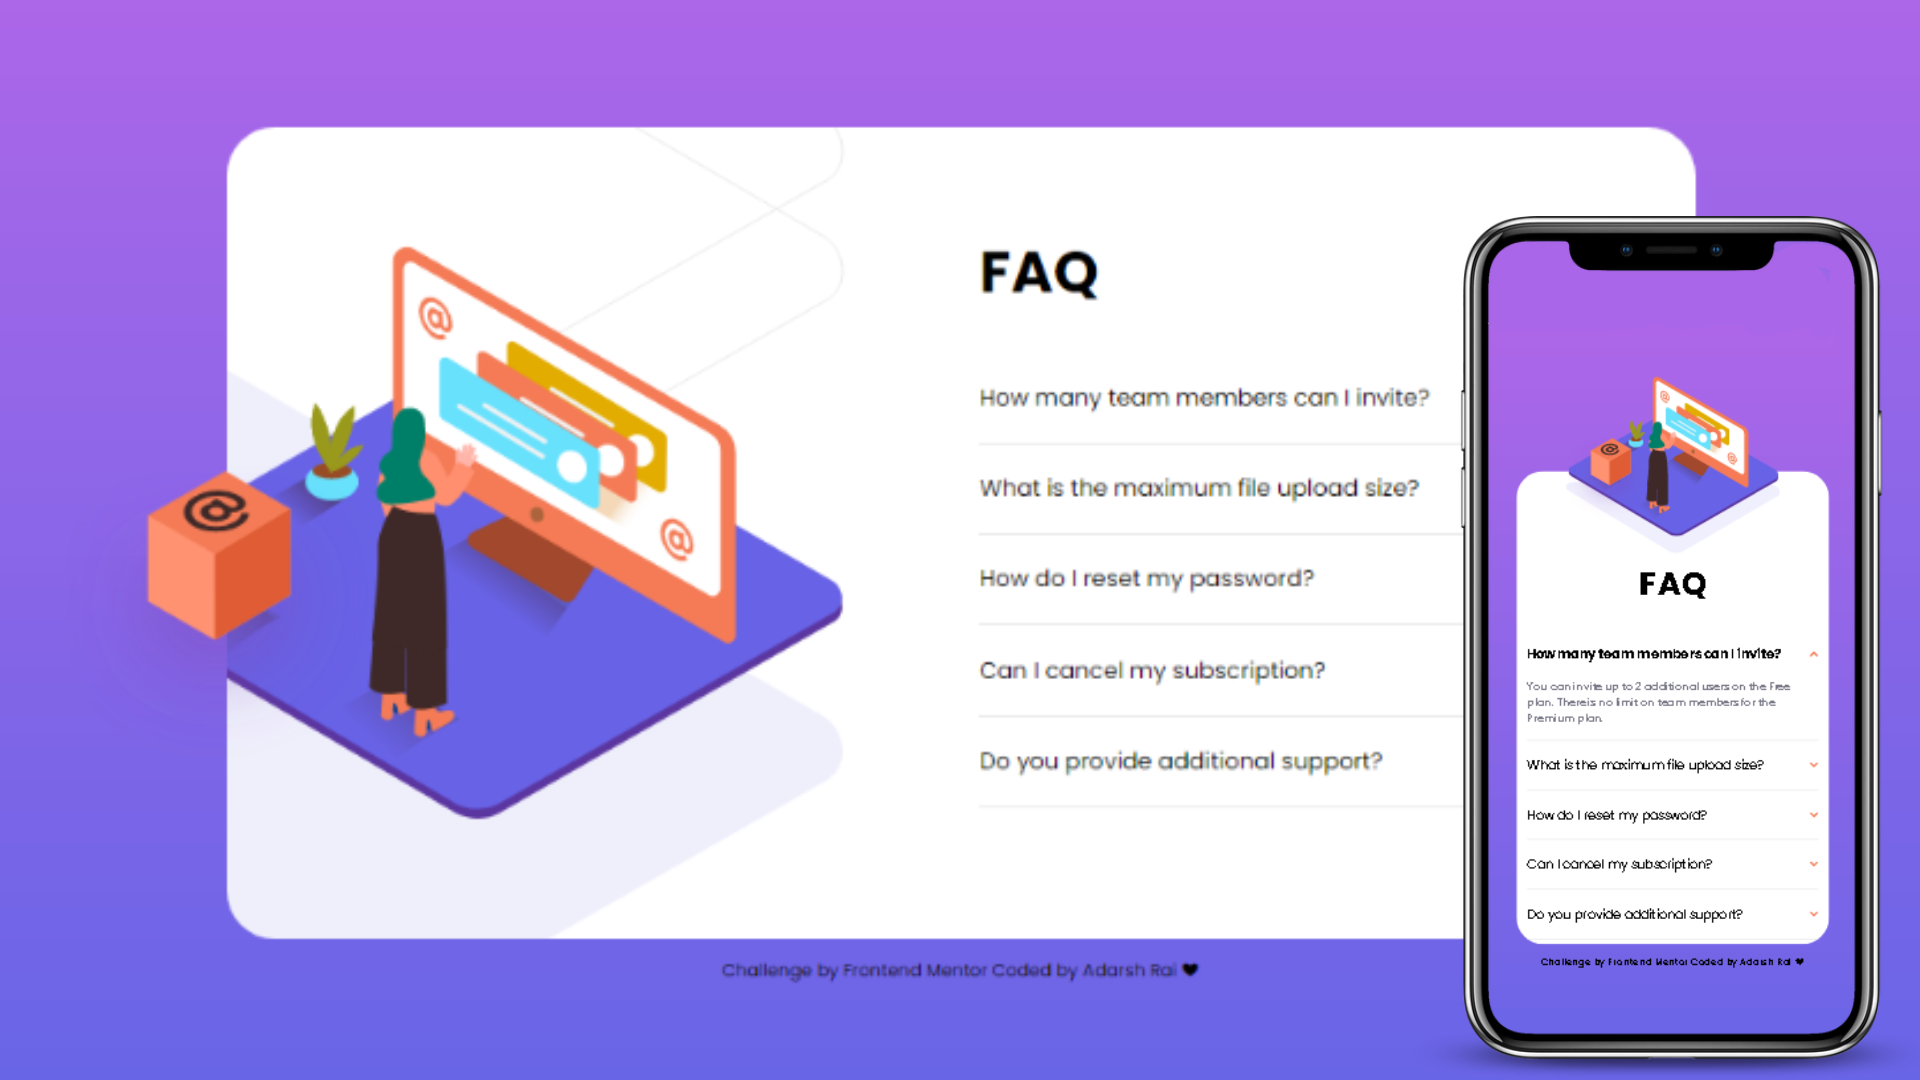 @
@
@
FAQ
How many team members can I invite?
What is the maximum file upload size?
How do I reset my password?
Can I cancel my subscription?
Do you provide additional support?
Challenge by Frontend Mentor Coded by Adarsh Rai ♥
@
@
@
FAQ
How many team members can I invite?
You can invite up to 2 additional users on the Free
plan. There is no limit on team members for the
Premium plan.
What is the maximum file upload size?
How do I reset my password?
Can I cancel my subscription?
Do you provide additional support?
Challenge by Frontend Mentor Coded by Adarsh Rai ♥